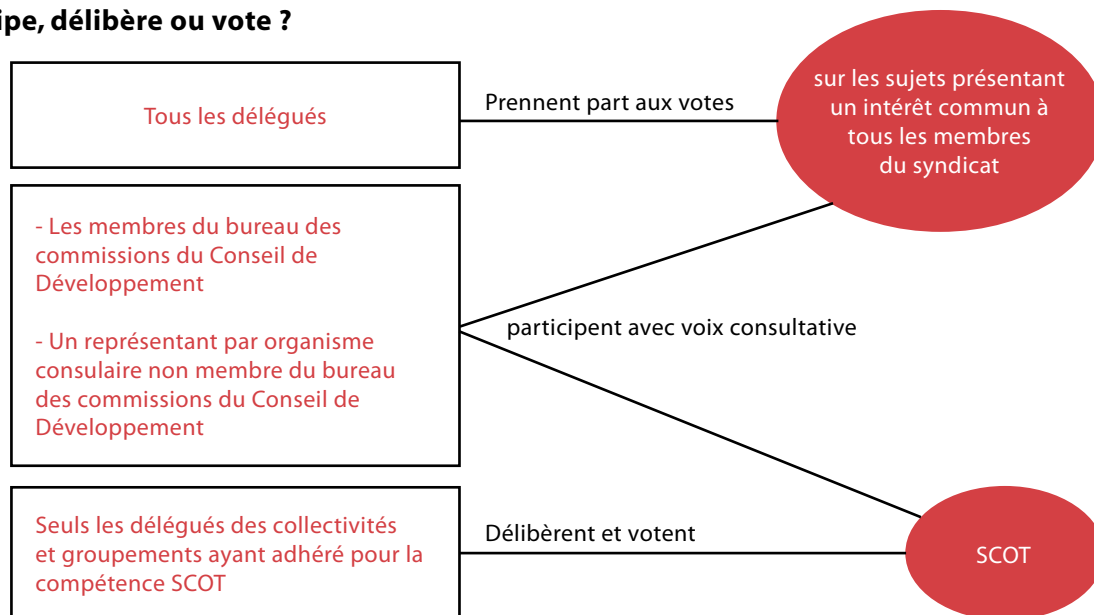 ipe, délibère ou vote ?
Tous les délégués
Prennent part aux votes
sur les sujets présentant
un intérêt commun à
tous les membres
du syndicat
- Les membres du bureau des
commissions du Conseil de
Développement
- Un représentant par organisme
consulaire non membre du bureau
des commissions du Conseil de
Développement
participent avec voix consultative
Seuls les délégués des collectivités
et groupements ayant adhéré pour la
compétence SCOT
Délibèrent et votent
SCOT